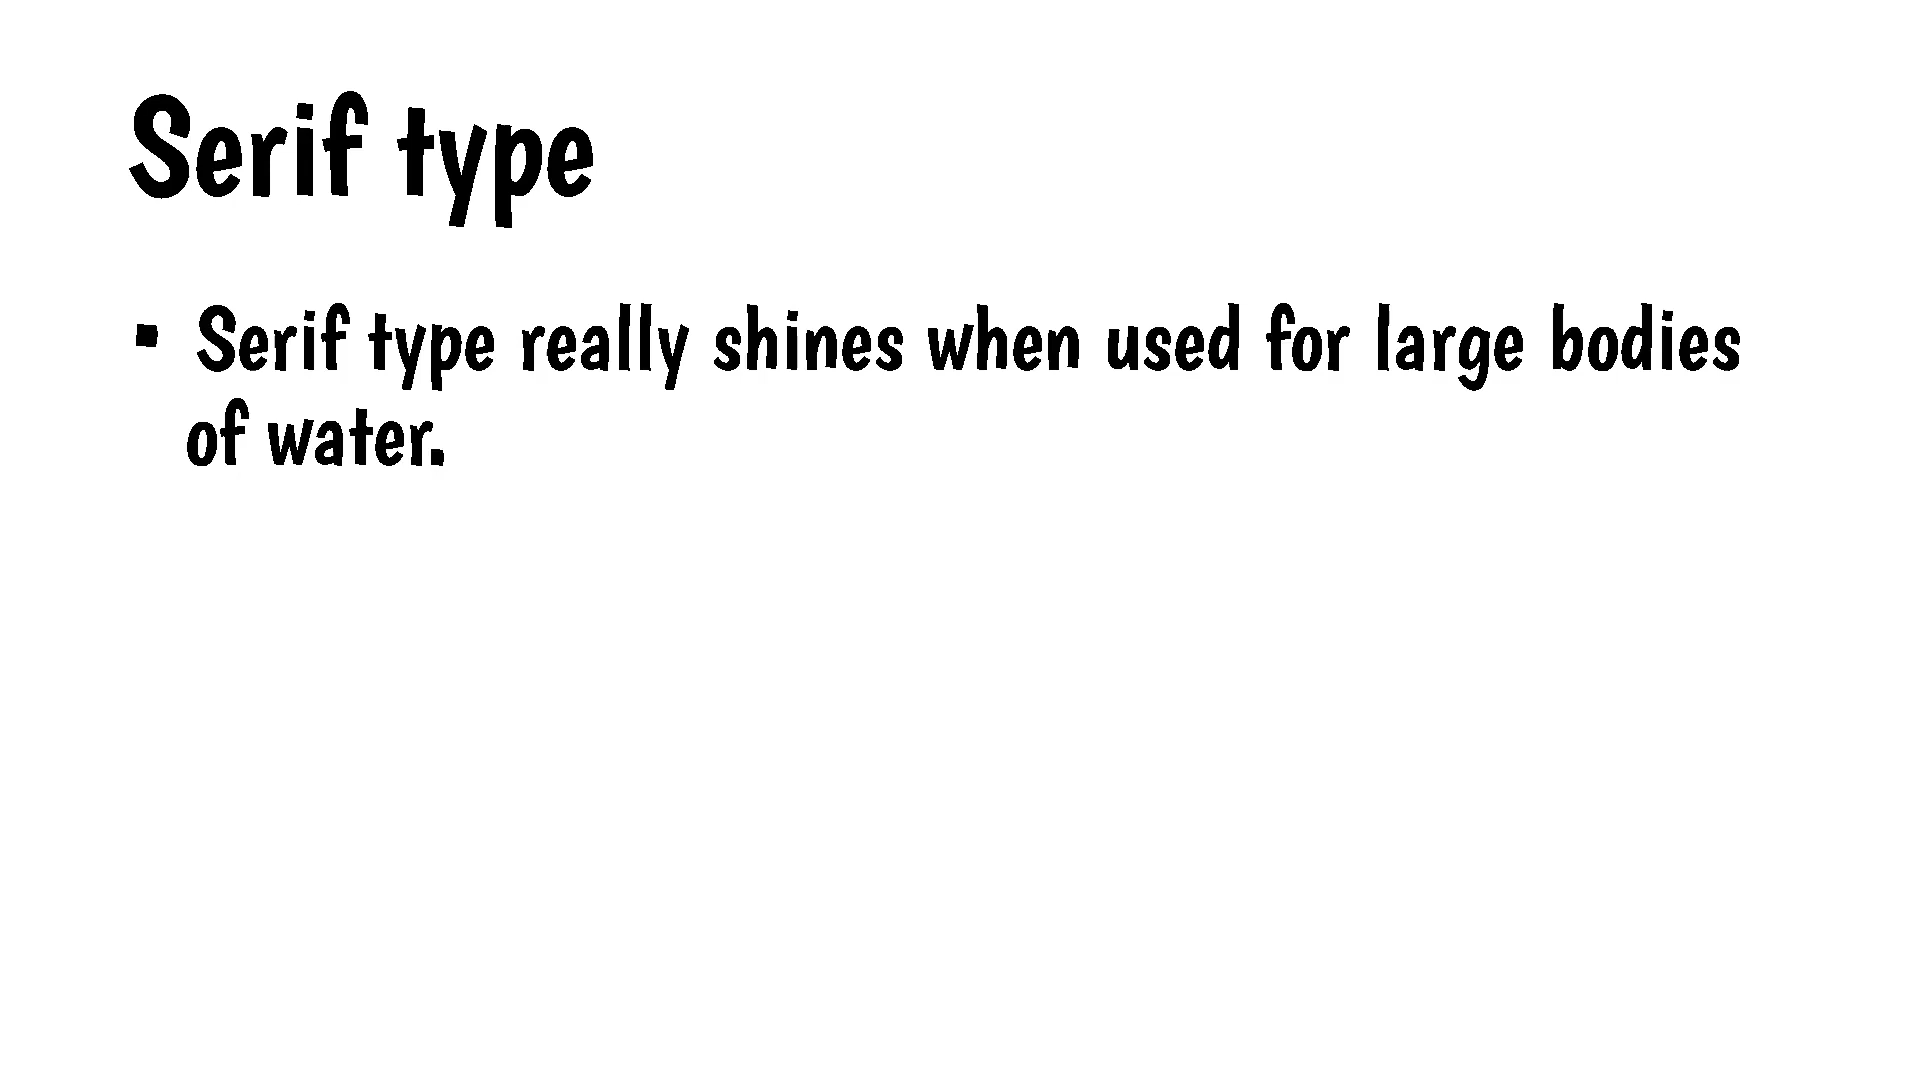 Serif type
▪ Serif type really shines when used for large bodies
of water.